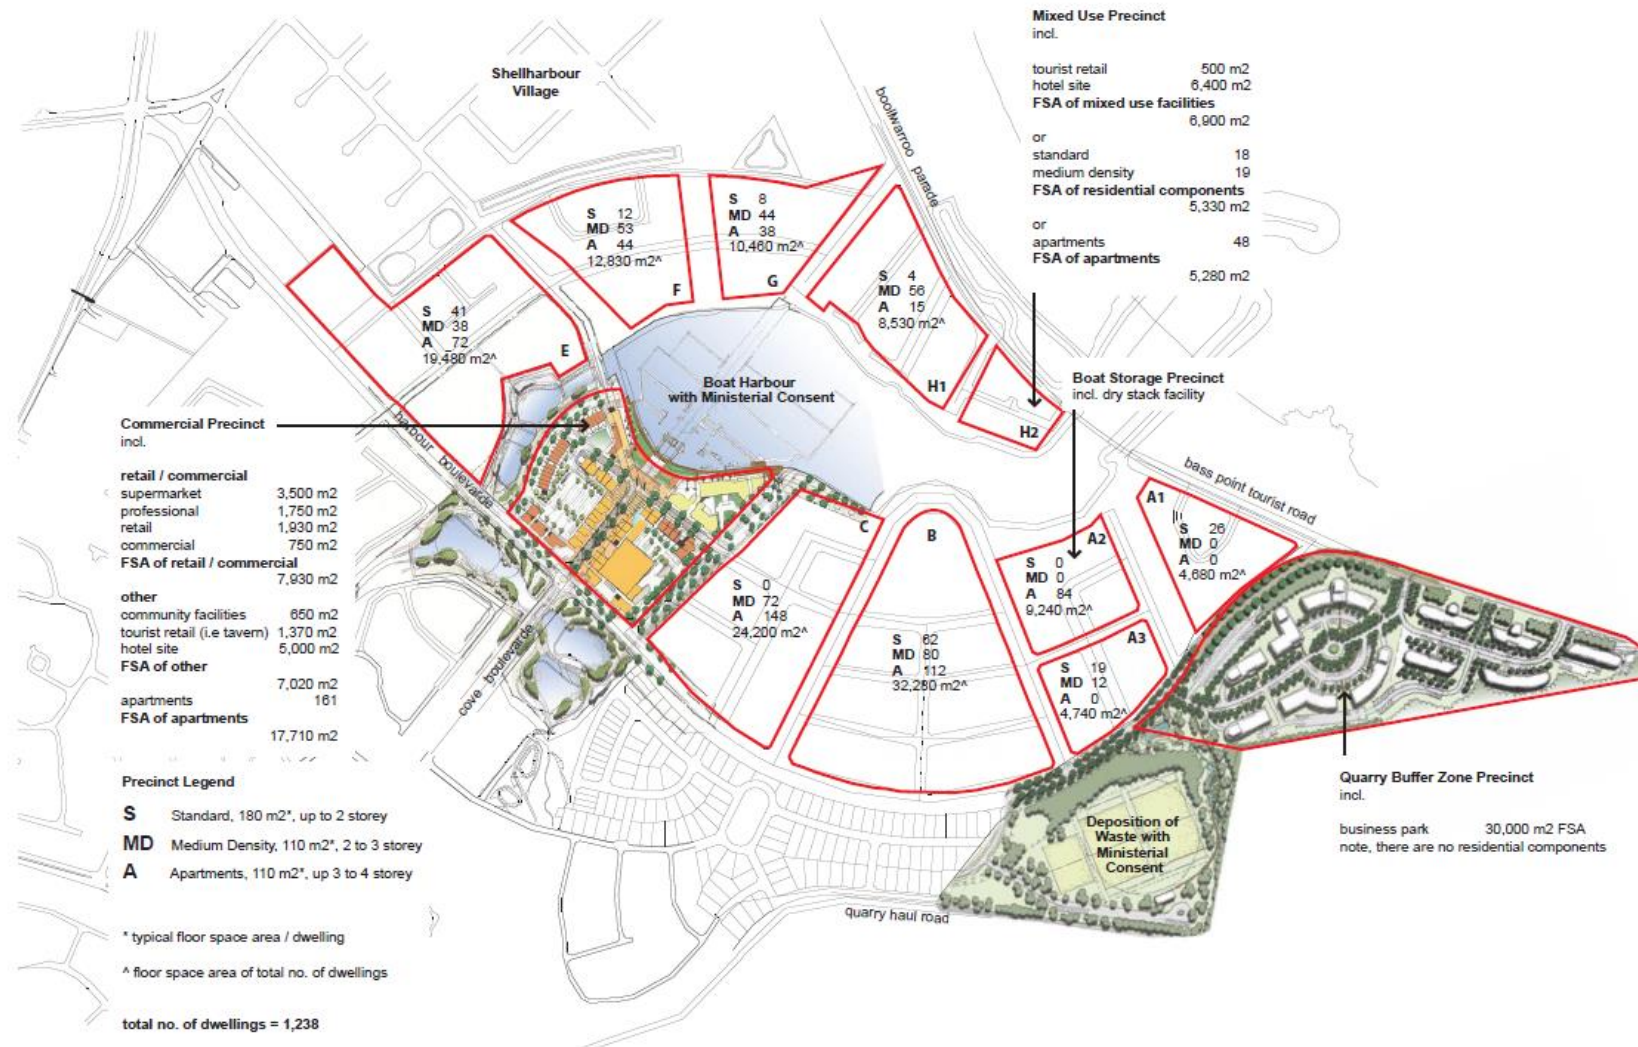 Mixed Use Precinct
incl.
tourist retail 500 m2
hotel site 6,400 m2
FSA of mixed use facilities
6,900 m2
or
standard 18
medium density 19
FSA of residential components
5,330 m2
or
apartments 48
FSA of apartments
5,280 m2
Shellharbour
Village
boollwarroo parade
S 12
MD 53
A 44
12,830 m2^
F
S 8
MD 44
A 38
10,460 m2^
G
S 4
MD 56
A 15
8,530 m2^
H1
H2
S 41
MD 38
A 72
19,480 m2^
E
Boat Harbour
with Ministerial Consent
Boat Storage Precinct
incl. dry stack facility
Commercial Precinct
incl.
retail / commercial
supermarket 3,500 m2
professional 1,750 m2
retail 1,930 m2
commercial 750 m2
FSA of retail / commercial
7,930 m2
other
community facilities 650 m2
tourist retail (i.e tavern) 1,370 m2
hotel site 5,000 m2
FSA of other
7,020 m2
apartments 161
FSA of apartments
17,710 m2
harbour boulevarde
cove boulevarde
bass point tourist road
A1
S 26
MD 0
A 0
4,680 m2^
A2
S 0
MD 0
A 84
9,240 m2^
A3
S 19
MD 12
A 0
4,740 m2^
B
S 62
MD 80
A 112
32,280 m2^
C
S 0
MD 72
A 148
24,200 m2^
Precinct Legend
S Standard, 180 m2*, up to 2 storey
MD Medium Density, 110 m2*, 2 to 3 storey
A Apartments, 110 m2*, up 3 to 4 storey
* typical floor space area / dwelling
^ floor space area of total no. of dwellings
total no. of dwellings = 1,238
Deposition of
Waste with
Ministerial
Consent
quarry haul road
Quarry Buffer Zone Precinct
incl.
business park 30,000 m2 FSA
note, there are no residential components